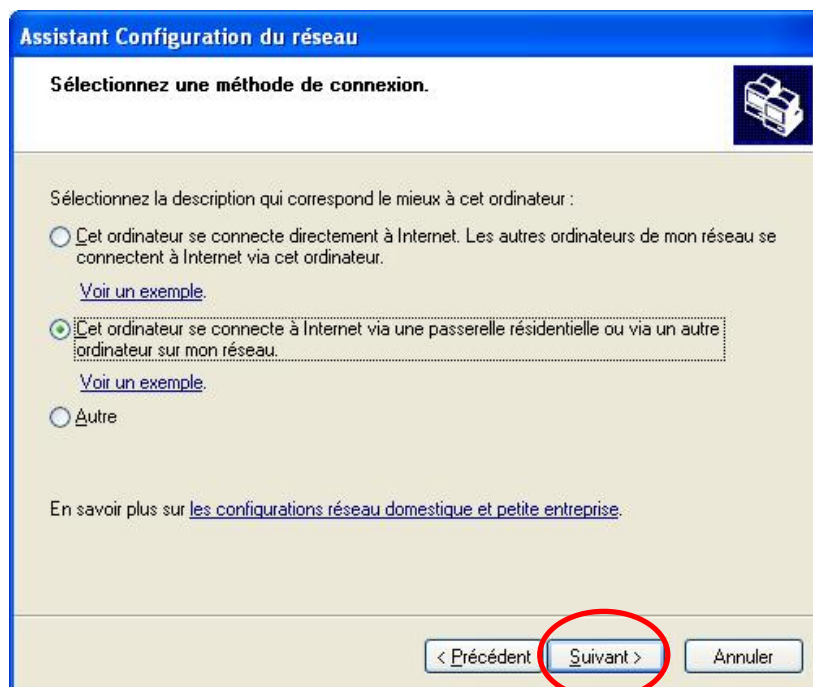 Assistant Configuration du réseau
Sélectionnez une méthode de connexion.
Sélectionnez la description qui correspond le mieux à cet ordinateur :
Cet ordinateur se connecte directement à Internet. Les autres ordinateurs de mon réseau se
connectent à Internet via cet ordinateur.
Voir un exemple.
Cet ordinateur se connecte à Internet via une passerelle résidentielle ou via un autre
ordinateur sur mon réseau.
Voir un exemple.
Autre
En savoir plus sur les configurations réseau domestique et petite entreprise.
< Précédent Suivant > Annuler